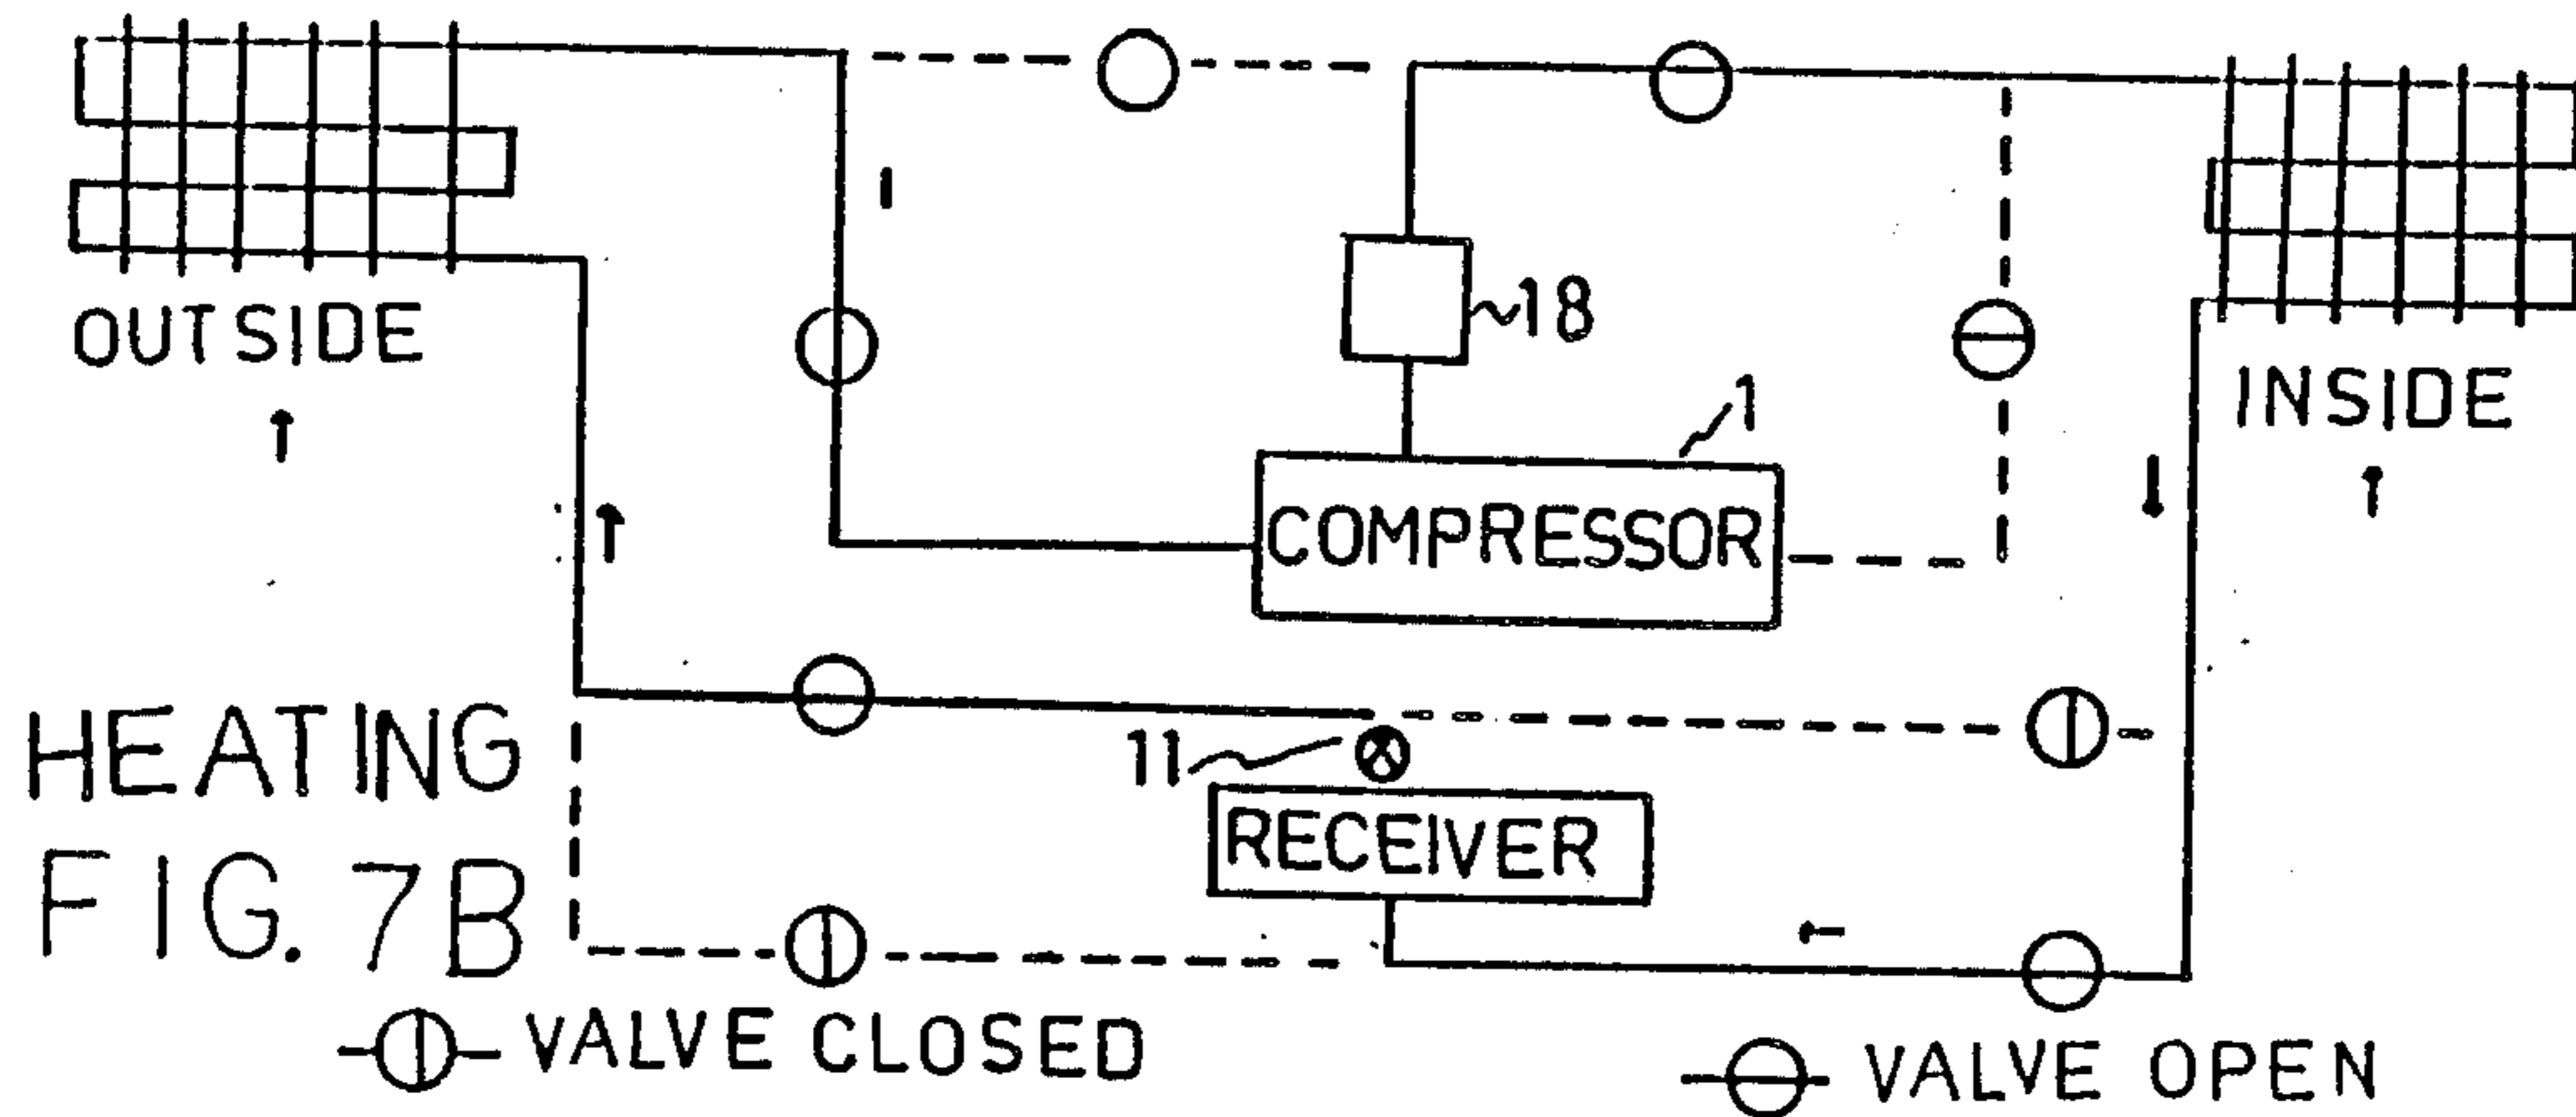 OUTSIDE
18
1
INSIDE
COMPRESSOR
11
RECEIVER
HEATING
FIG. 7B
VALVE CLOSED
VALVE OPEN